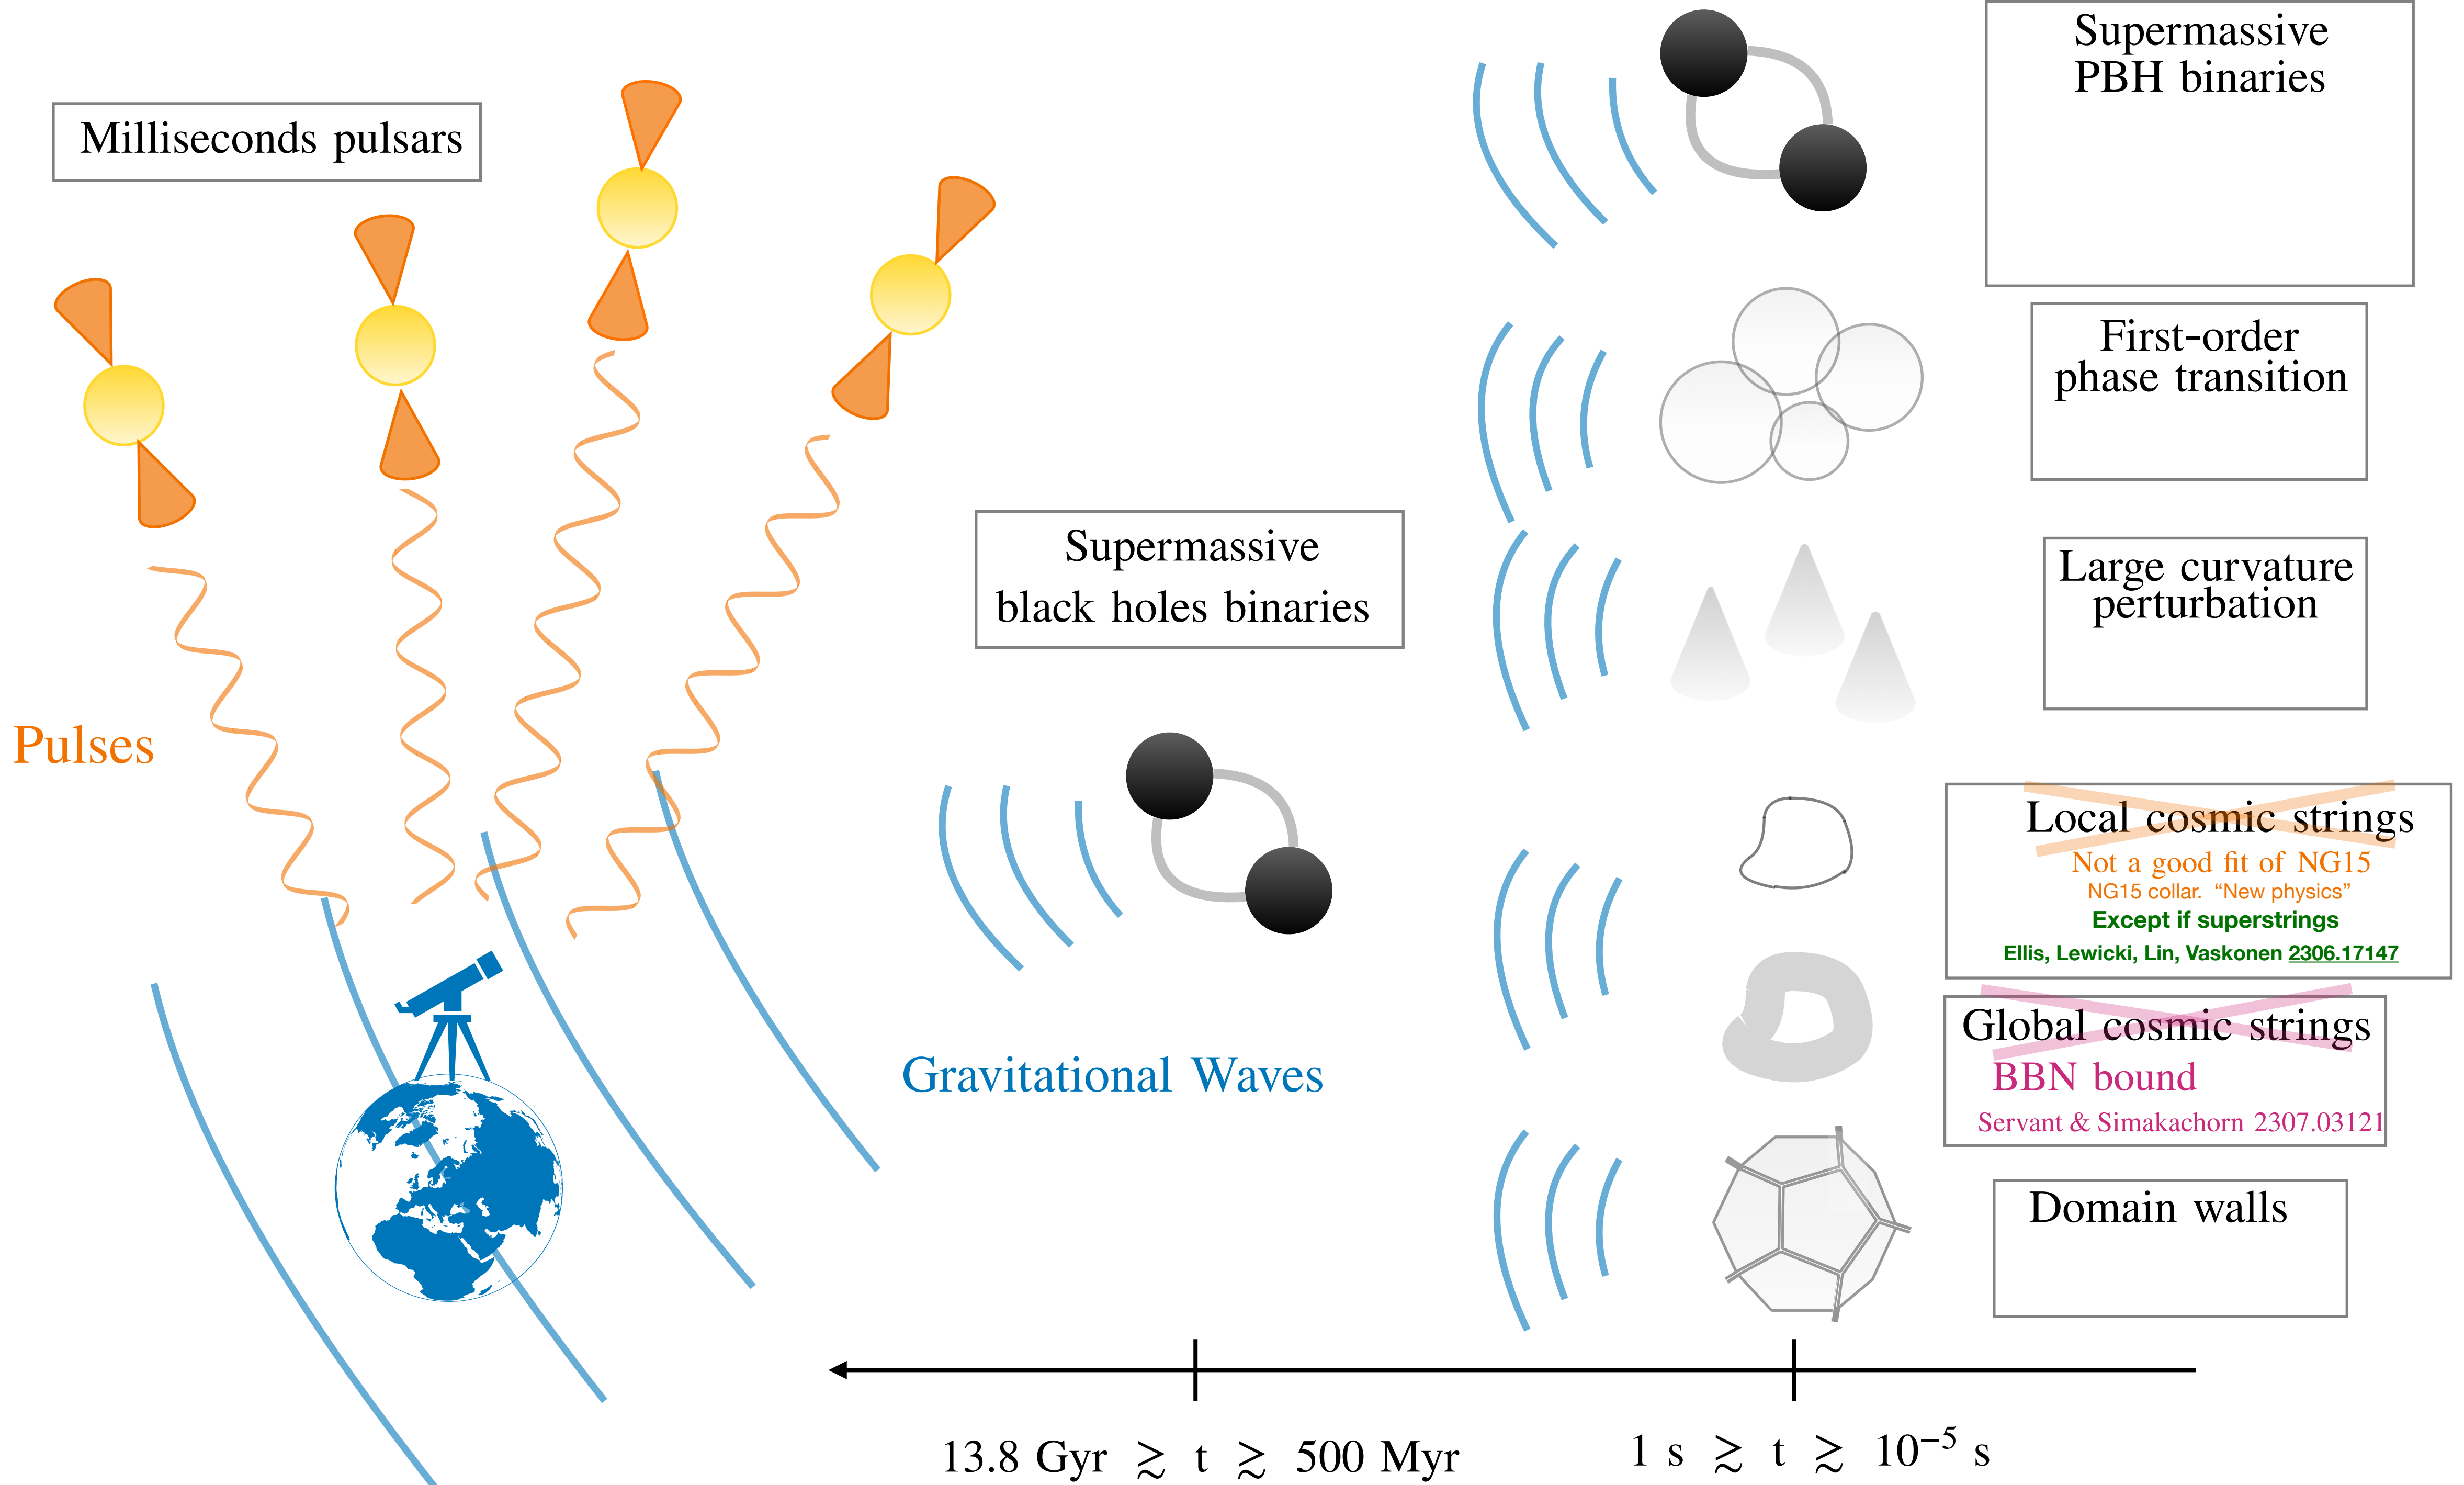 Milliseconds pulsars
Pulses
Supermassive
black holes binaries
Gravitational Waves
Supermassive
PBH binaries
First-order
phase transition
Large curvature
perturbation
Local cosmic strings
Not a good fit of NG15
NG15 collar. “New physics”
Except if superstrings
Ellis, Lewicki, Lin, Vaskonen 2306.17147
Global cosmic strings
BBN bound
Servant & Simakachorn 2307.03121
Domain walls
13.8 Gyr ≳ t ≳ 500 Myr
1 s ≳ t ≳ 10⁻⁵ s